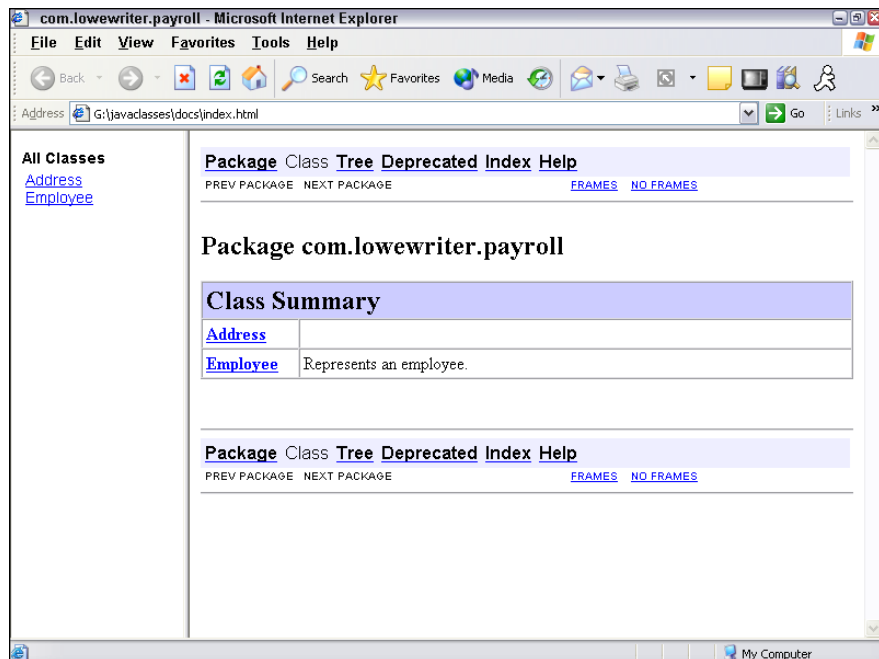 com.lowewriter.payroll - Microsoft Internet Explorer
File Edit View Favorites Tools Help
Back Search Favorites Media
Address G:\javaclasses\docs\index.html Go Links »
All Classes
Address
Employee
Package Class Tree Deprecated Index Help
PREV PACKAGE NEXT PACKAGE FRAMES NO FRAMES
Package com.lowewriter.payroll
Class Summary
Address
Employee Represents an employee.
Package Class Tree Deprecated Index Help
PREV PACKAGE NEXT PACKAGE FRAMES NO FRAMES
My Computer